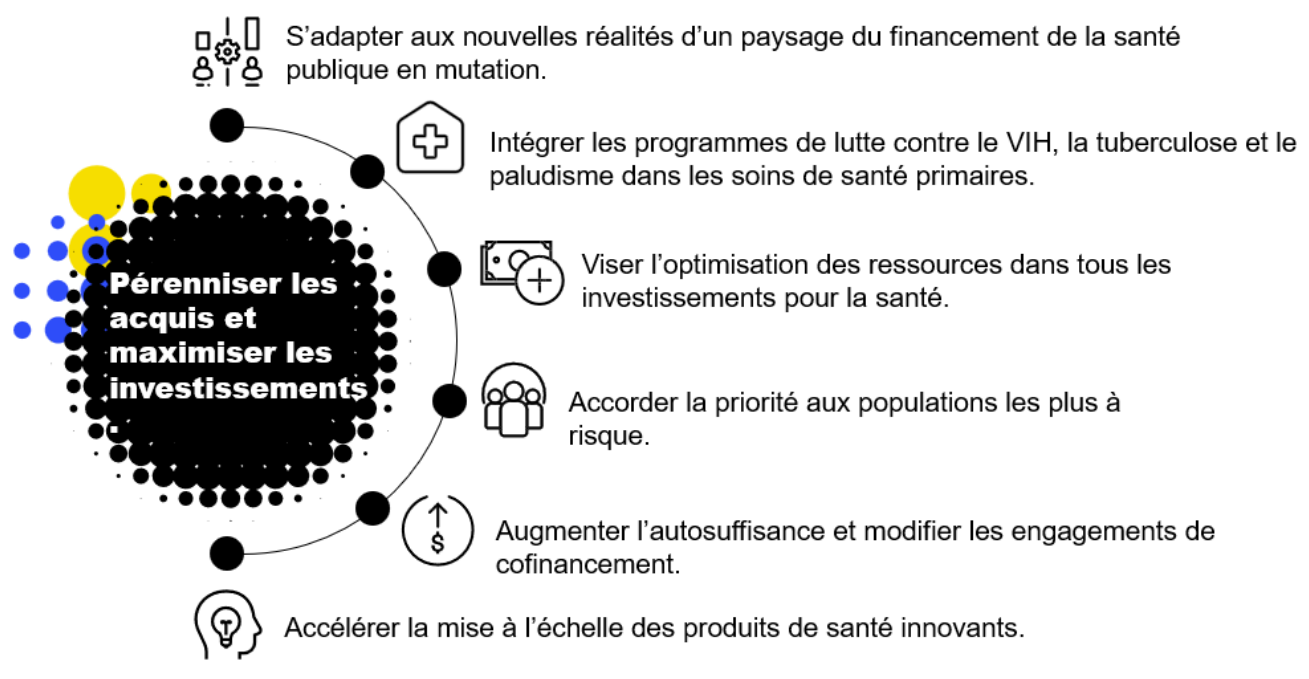 S’adapter aux nouvelles réalités d’un paysage du financement de la santé
publique en mutation.
Intégrer les programmes de lutte contre le VIH, la tuberculose et le
paludisme dans les soins de santé primaires.
Viser l’optimisation des ressources dans tous les
investissements pour la santé.
Pérenniser les
acquis et
maximiser les
investissements
.
Accorder la priorité aux populations les plus à
risque.
Augmenter l’autosuffisance et modifier les engagements de
cofinancement.
$
Accélérer la mise à l’échelle des produits de santé innovants.